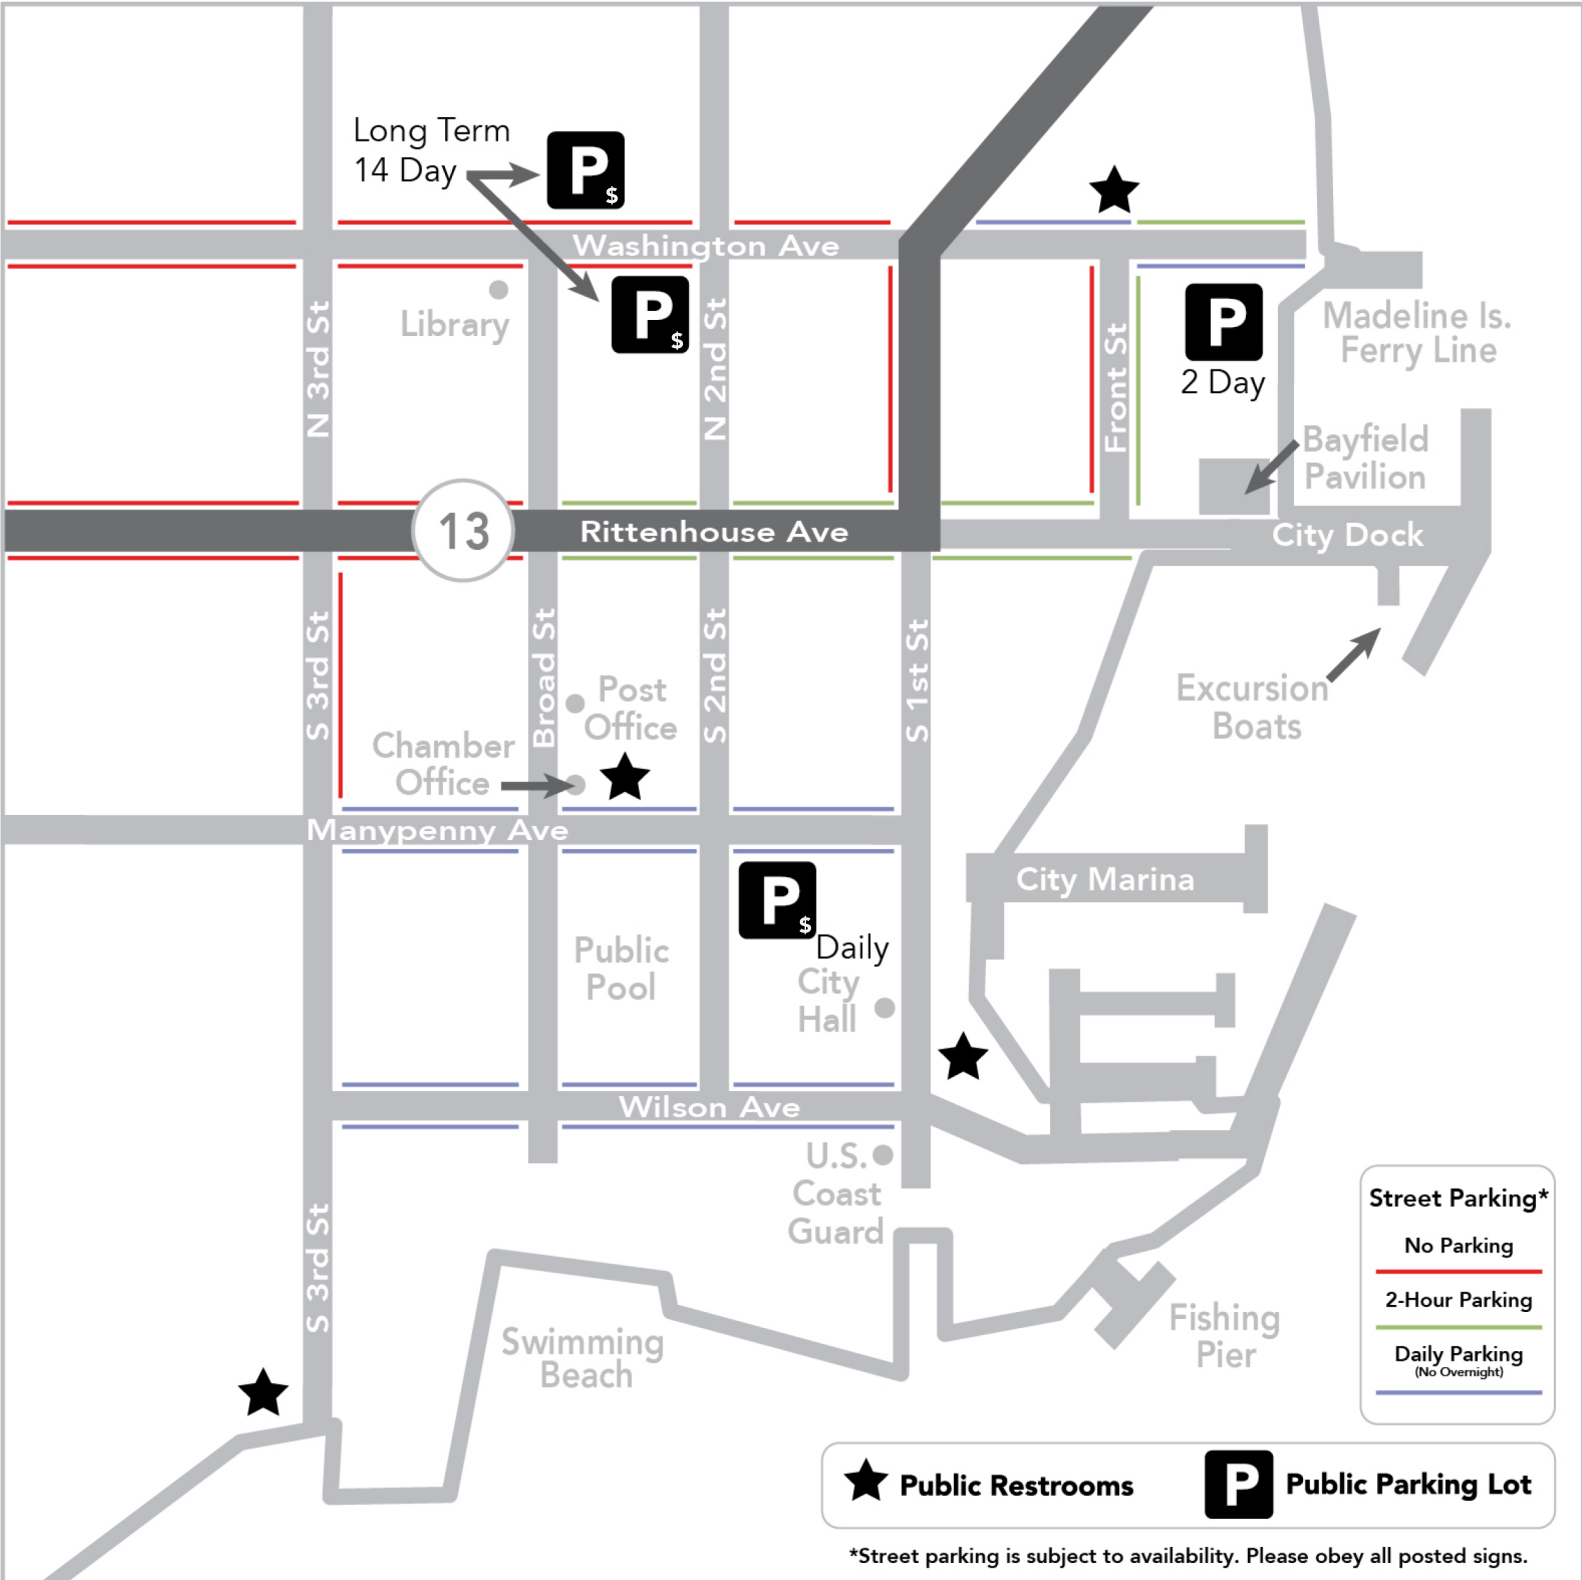 Long Term
14 Day
P
$
Washington Ave
Library
P
$
N 3rd St
N 2nd St
Front St
P
2 Day
Madeline Is.
Ferry Line
Bayfield
Pavilion
13
Rittenhouse Ave
City Dock
S 3rd St
Broad St
S 2nd St
S 1st St
Post
Office
Chamber
Office
Excursion
Boats
Manypenny Ave
City Marina
P
$
Daily
Public
Pool
City
Hall
Wilson Ave
U.S.
Coast
Guard
S 3rd St
Swimming
Beach
Fishing
Pier
Street Parking*
No Parking
2-Hour Parking
Daily Parking
(No Overnight)
Public Restrooms
P
Public Parking Lot
*Street parking is subject to availability. Please obey all posted signs.